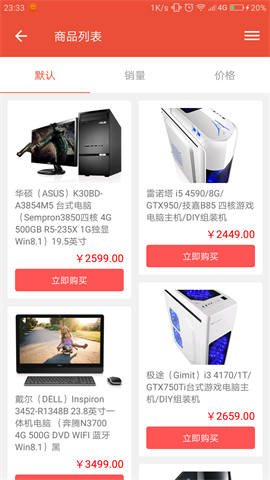 23:33
1K/s
4G
20%
商品列表
默认
销量
价格
华硕（ASUS）K30BD-
A3854M5 台式电脑
（Sempron3850四核 4G
500GB R5-235X 1G独显
Win8.1）19.5英寸
￥2599.00
立即购买
雷诺塔 i5 4590/8G/
GTX950/技嘉B85 四核游戏
电脑主机/DIY组装机
￥2449.00
立即购买
戴尔（DELL）Inspiron
3452-R1348B 23.8英寸一
体机电脑 （奔腾N3700
4G 500G DVD WIFI 蓝牙
Win8.1）黑
￥3499.00
极途（Gimit）i3 4170/1T/
GTX750Ti台式游戏电脑主
机/DIY组装机
￥2659.00
立即购买